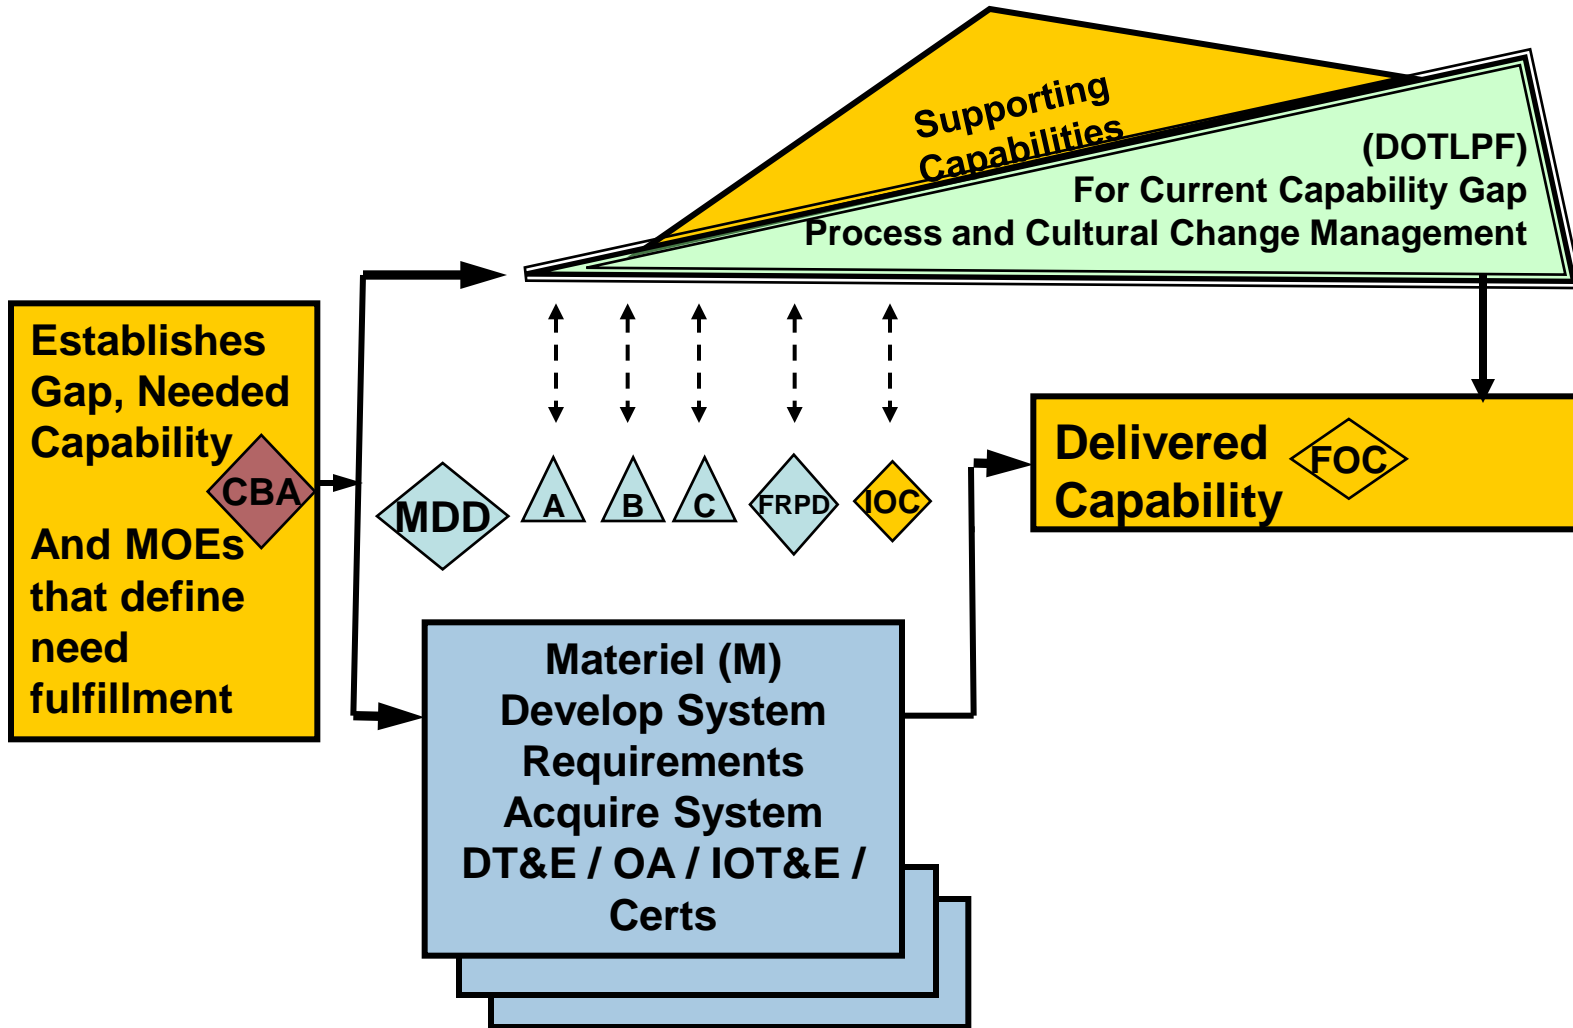 Supporting
Capabilities
(DOTLPF)
For Current Capability Gap
Process and Cultural Change Management
Establishes
Gap, Needed
Capability
CBA
And MOEs
that define
need
fulfillment
MDD
A
B
C
FRPD
IOC
Delivered
Capability
FOC
Materiel (M)
Develop System
Requirements
Acquire System
DT&E / OA / IOT&E /
Certs